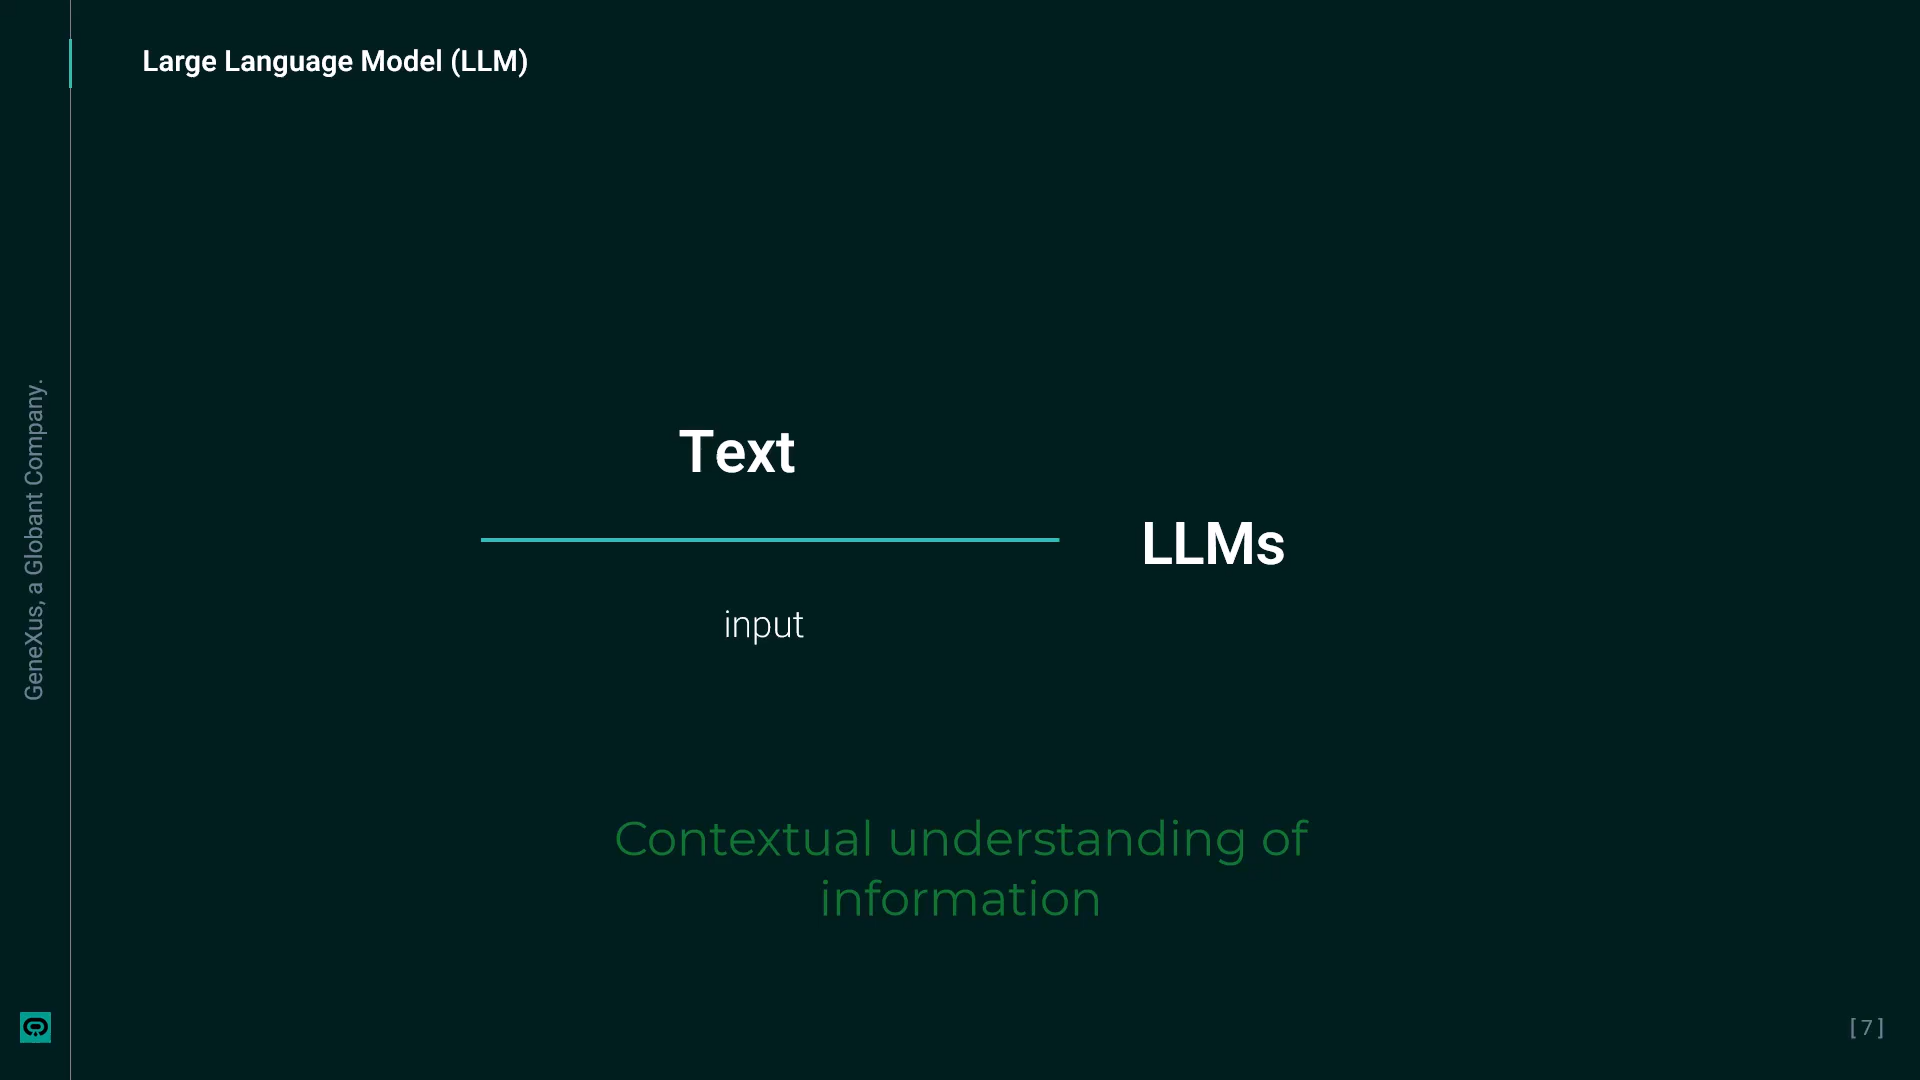 Large Language Model (LLM)
Text
LLMs
input
Contextual understanding of
information
GeneXus, a Globant Company.
[ 7 ]